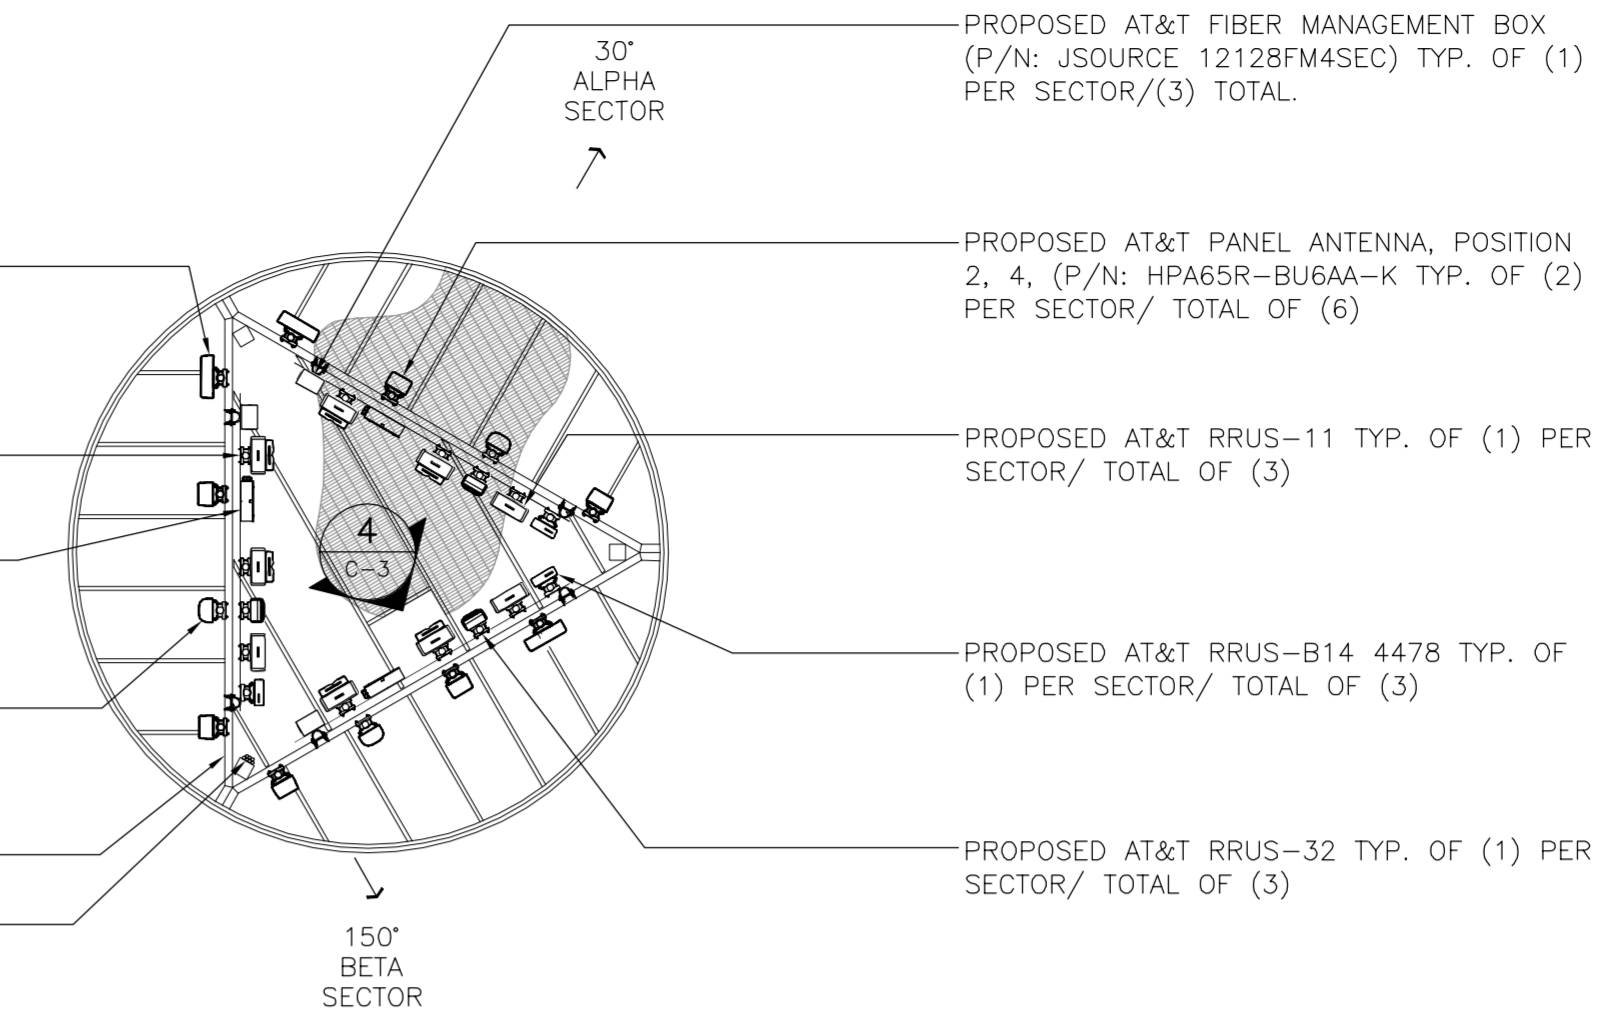 PROPOSED AT&T FIBER MANAGEMENT BOX
(P/N: JSOURCE 12128FM4SEC) TYP. OF (1)
PER SECTOR/(3) TOTAL.
30°
ALPHA
SECTOR
PROPOSED AT&T PANEL ANTENNA, POSITION
2, 4, (P/N: HPA65R-BU6AA-K TYP. OF (2)
PER SECTOR/ TOTAL OF (6)
PROPOSED AT&T RRUS-11 TYP. OF (1) PER
SECTOR/ TOTAL OF (3)
4
C-3
PROPOSED AT&T RRUS-B14 4478 TYP. OF
(1) PER SECTOR/ TOTAL OF (3)
PROPOSED AT&T RRUS-32 TYP. OF (1) PER
SECTOR/ TOTAL OF (3)
150°
BETA
SECTOR